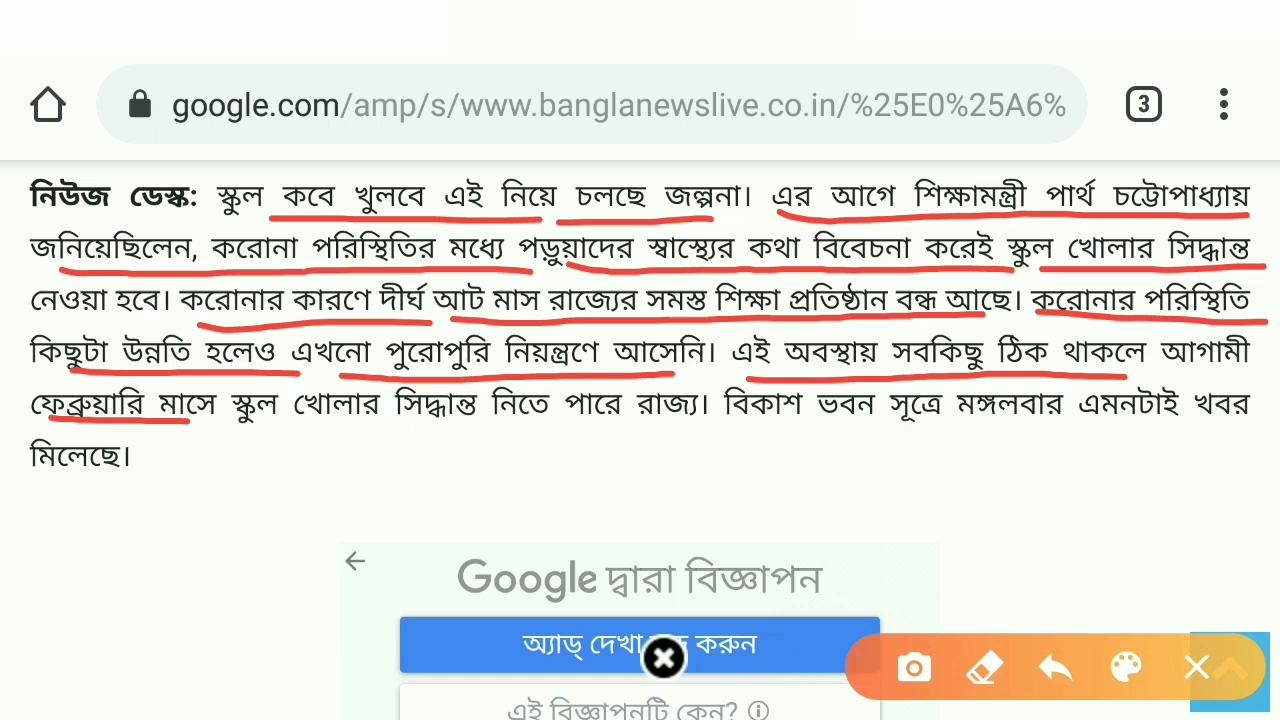 google.com/amp/s/www.banglanewslive.co.in/%25E0%25A6%
3
নিউজ ডেস্ক: স্কুল কবে খুলবে এই নিয়ে চলছে জল্পনা। এর আগে শিক্ষামন্ত্রী পার্থ চট্টোপাধ্যায়
জনিয়েছিলেন, করোনা পরিস্থিতির মধ্যে পড়ুয়াদের স্বাস্থ্যের কথা বিবেচনা করেই স্কুল খোলার সিদ্ধান্ত
নেওয়া হবে। করোনার কারণে দীর্ঘ আট মাস রাজ্যের সমস্ত শিক্ষা প্রতিষ্ঠান বন্ধ আছে। করোনার পরিস্থিতি
কিছুটা উন্নতি হলেও এখনো পুরোপুরি নিয়ন্ত্রণে আসেনি। এই অবস্থায় সবকিছু ঠিক থাকলে আগামী
ফেব্রুয়ারি মাসে স্কুল খোলার সিদ্ধান্ত নিতে পারে রাজ্য। বিকাশ ভবন সূত্রে মঙ্গলবার এমনটাই খবর
মিলেছে।
Google দ্বারা বিজ্ঞাপন
অ্যাড্ দেখা করুন
এই বিজ্ঞাপনটি কেন?